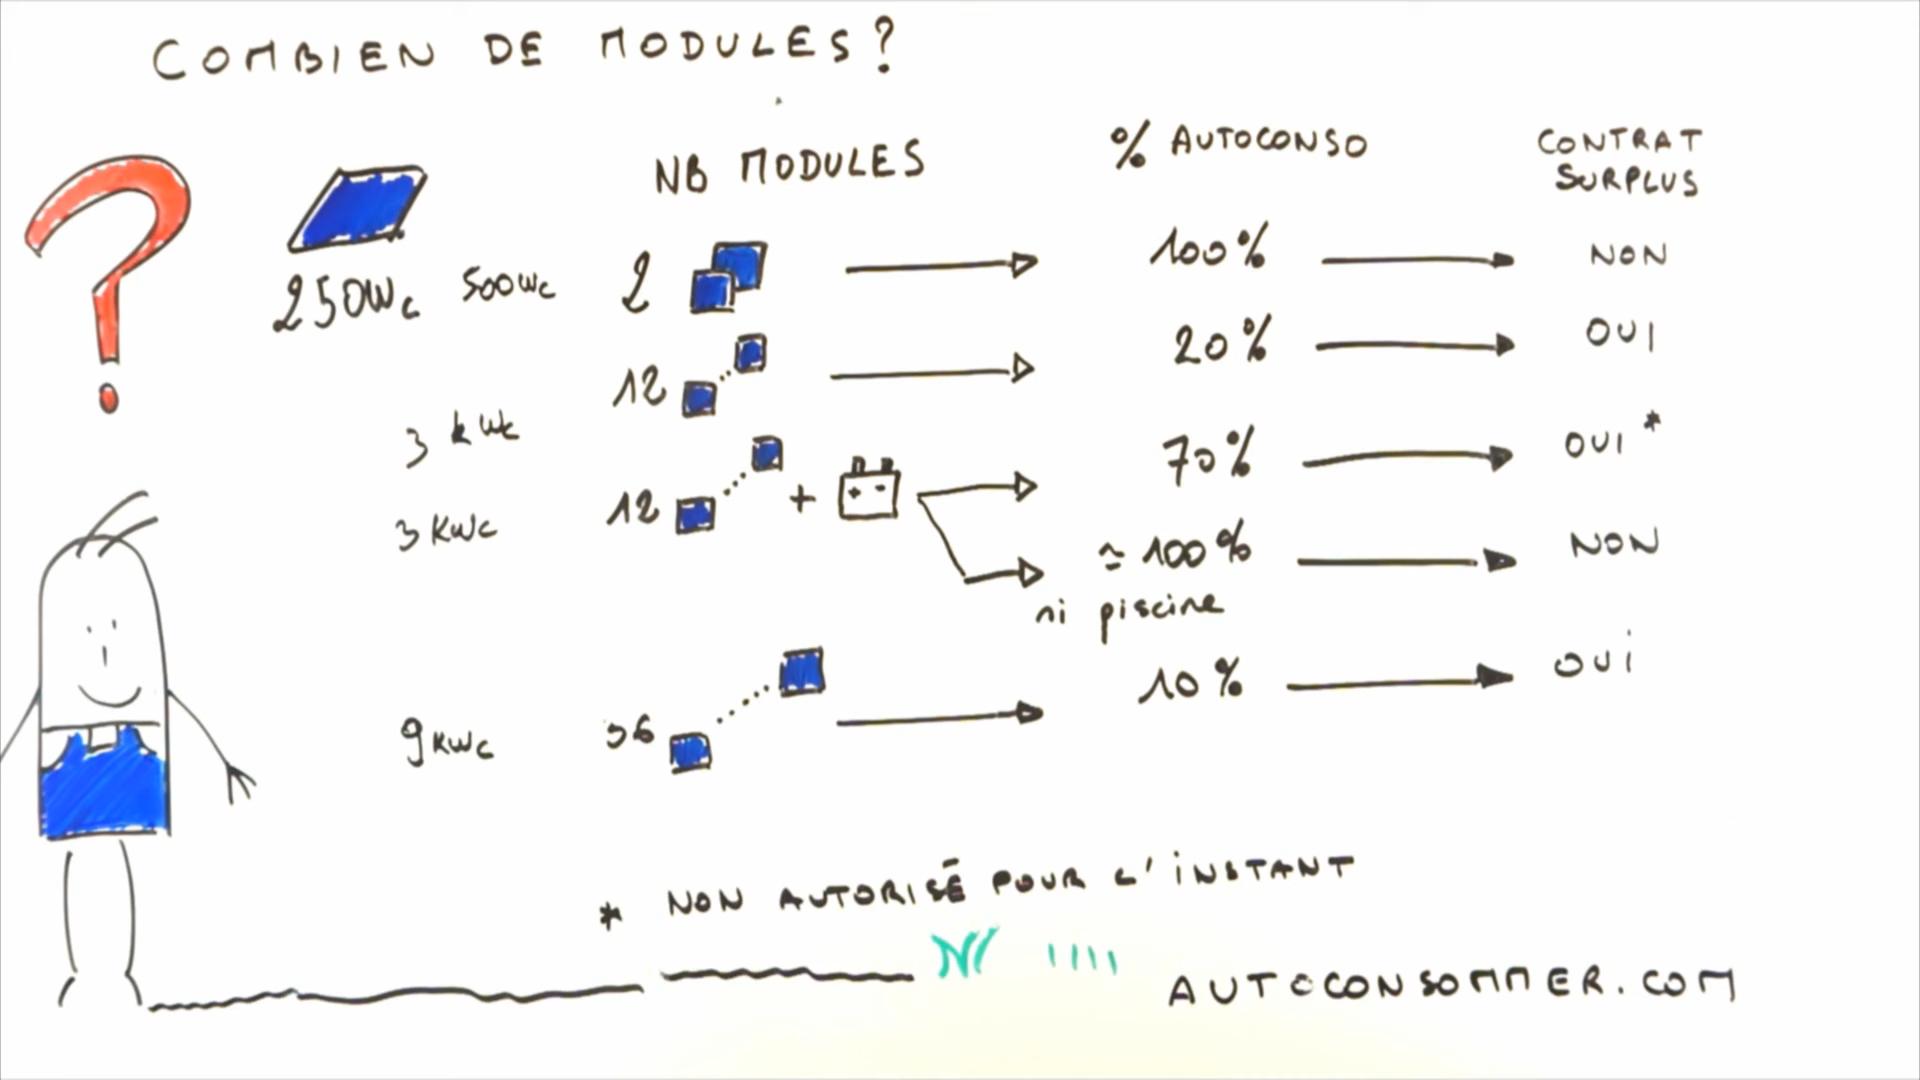 COMBIEN DE MODULES?
NB MODULES
% AUTOCONSO
CONTRAT
SURPLUS
250Wc 500Wc 2 100% NON
12 20% OUI
3 kWc
3 KWc 12 + 70% OUI *
≃ 100% NON
ni piscine
9 KWc 36 10% OUI
* NON AUTORISÉ POUR L'INSTANT
AUTOCONSOMMER.COM